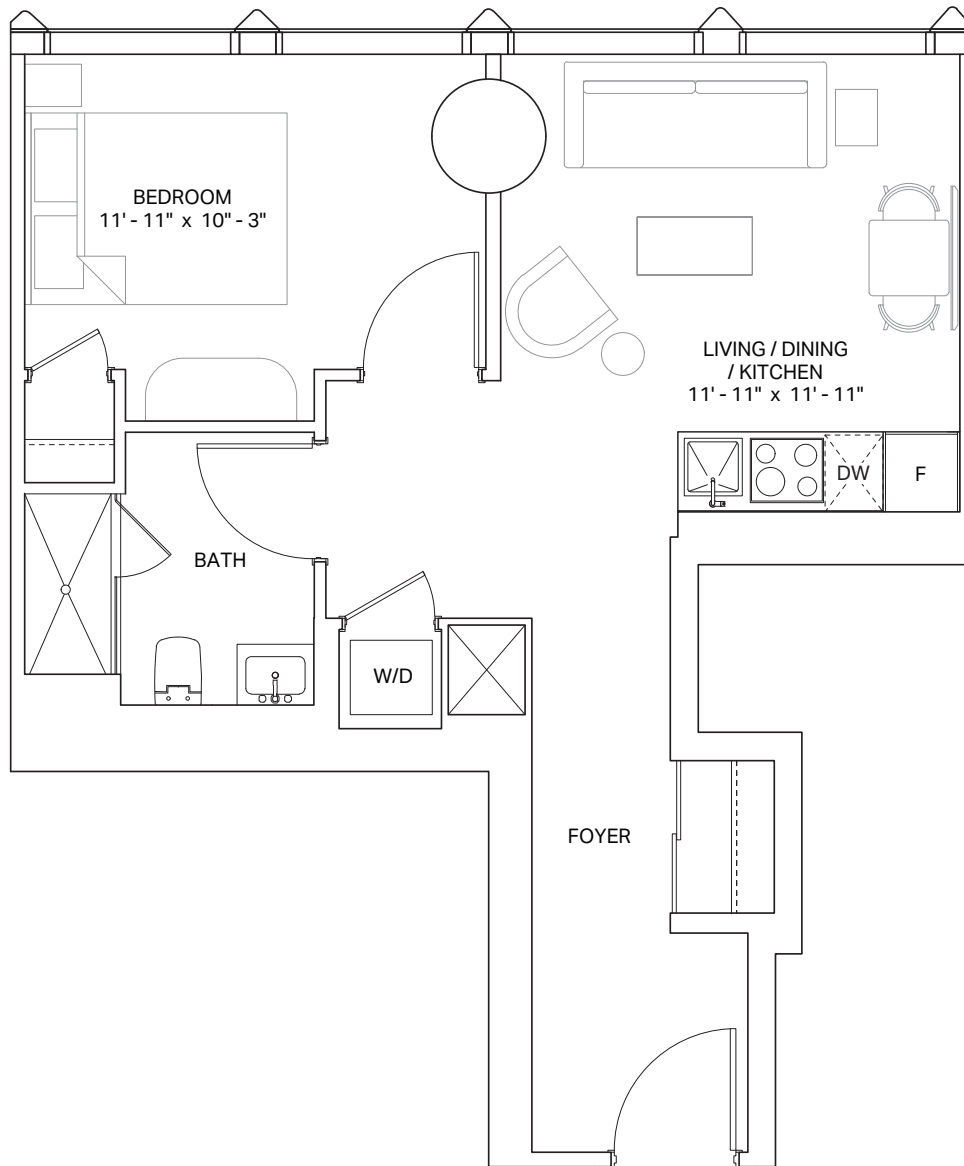 BEDROOM
11' - 11" x 10" - 3"
LIVING / DINING
/ KITCHEN
11' - 11" x 11' - 11"
DW
F
BATH
W/D
FOYER